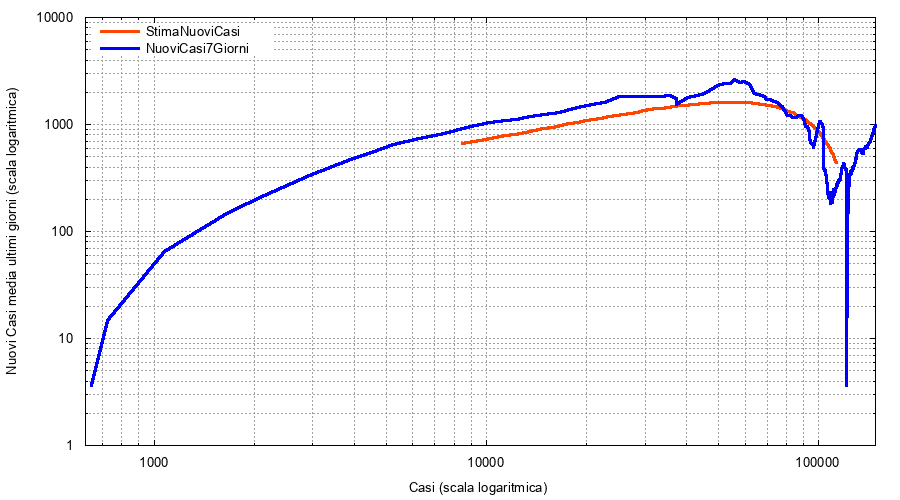 10000
StimaNuoviCasi
NuoviCasi7Giorni
1000
100
10
1
Nuovi Casi media ultimi giorni (scala logaritmica)
1000 10000 100000
Casi (scala logaritmica)